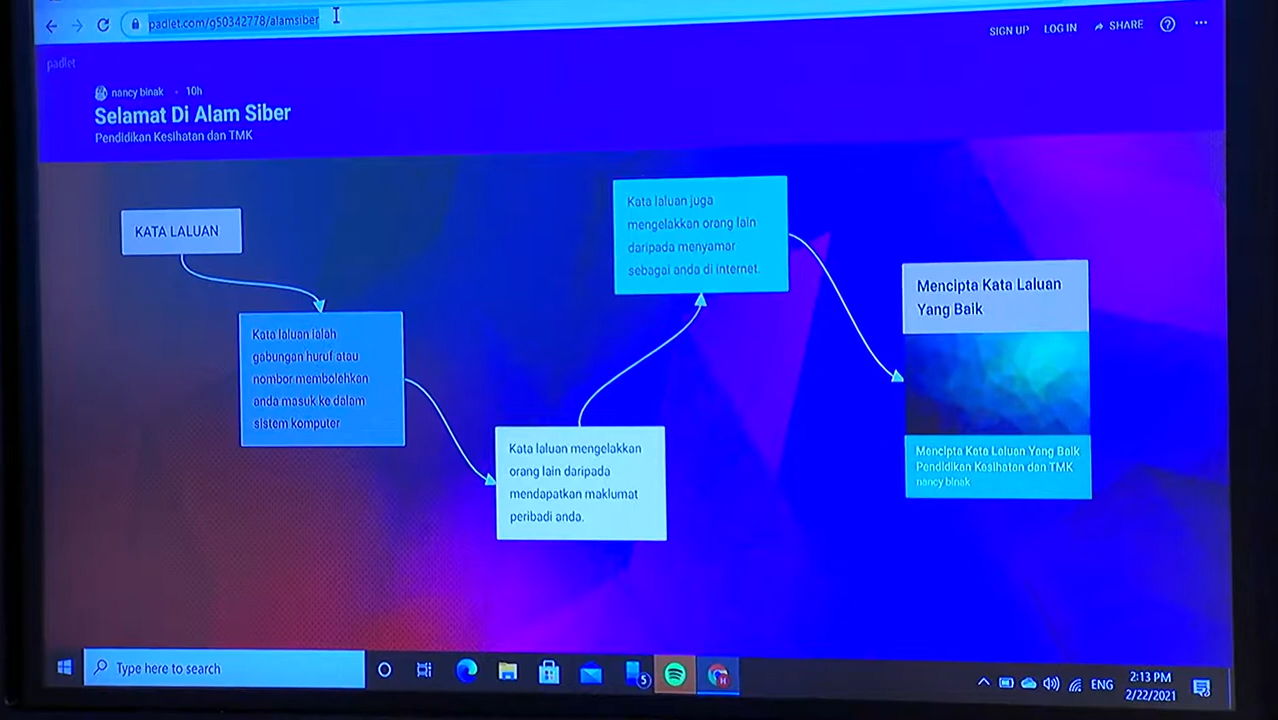 padlet.com/g50342778/alamsiber
SIGN UP LOG IN SHARE
padlet
nancy binak • 10h
Selamat Di Alam Siber
Pendidikan Kesihatan dan TMK
KATA LALUAN
Kata laluan ialah
gabungan huruf atau
nombor membolehkan
anda masuk ke dalam
sistem komputer
Kata laluan mengelakkan
orang lain daripada
mendapatkan maklumat
peribadi anda.
Kata laluan juga
mengelakkan orang lain
daripada menyamar
sebagai anda di internet.
Mencipta Kata Laluan
Yang Baik
Mencipta Kata Laluan Yang Baik
Pendidikan Kesihatan dan TMK
nancy binak
Type here to search
5
H
ENG
2:13 PM
2/22/2021